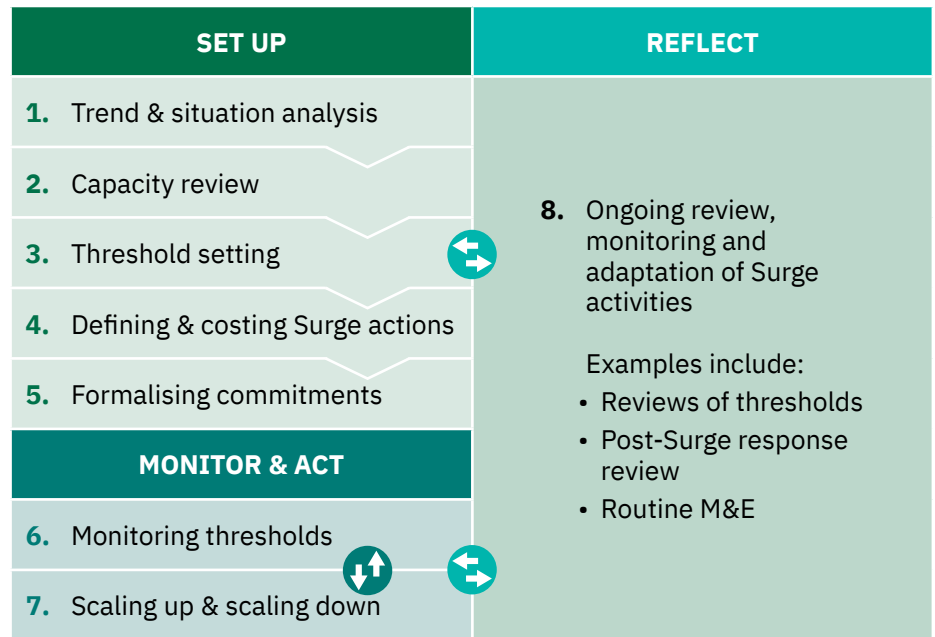 SET UP
1. Trend & situation analysis
2. Capacity review
3. Threshold setting
4. Defining & costing Surge actions
5. Formalising commitments
MONITOR & ACT
6. Monitoring thresholds
7. Scaling up & scaling down
REFLECT
8. Ongoing review,
monitoring and
adaptation of Surge
activities
Examples include:
• Reviews of thresholds
• Post-Surge response
review
• Routine M&E